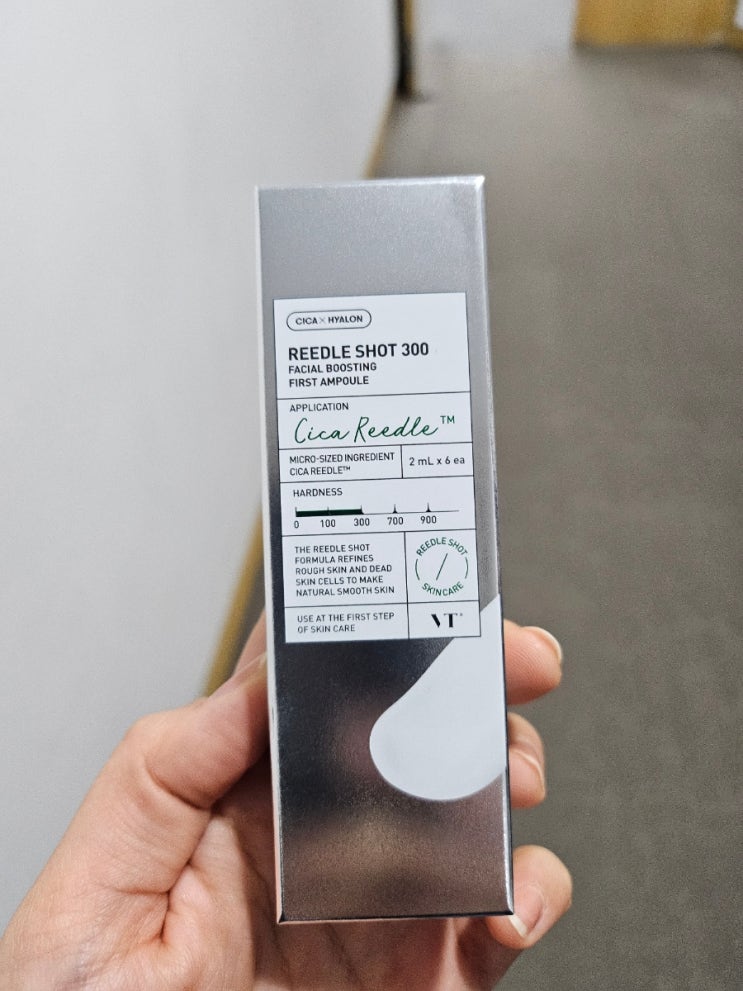 CICA × HYALON
REEDLE SHOT 300
FACIAL BOOSTING
FIRST AMPOULE
APPLICATION
Cica Reedle™
MICRO-SIZED INGREDIENT
CICA REEDLE™
2 mL x 6 ea
HARDNESS
0 100 300 700 900
THE REEDLE SHOT
FORMULA REFINES
ROUGH SKIN AND DEAD
SKIN CELLS TO MAKE
NATURAL SMOOTH SKIN
REEDLE SHOT
SKINCARE
USE AT THE FIRST STEP
OF SKIN CARE
VT®